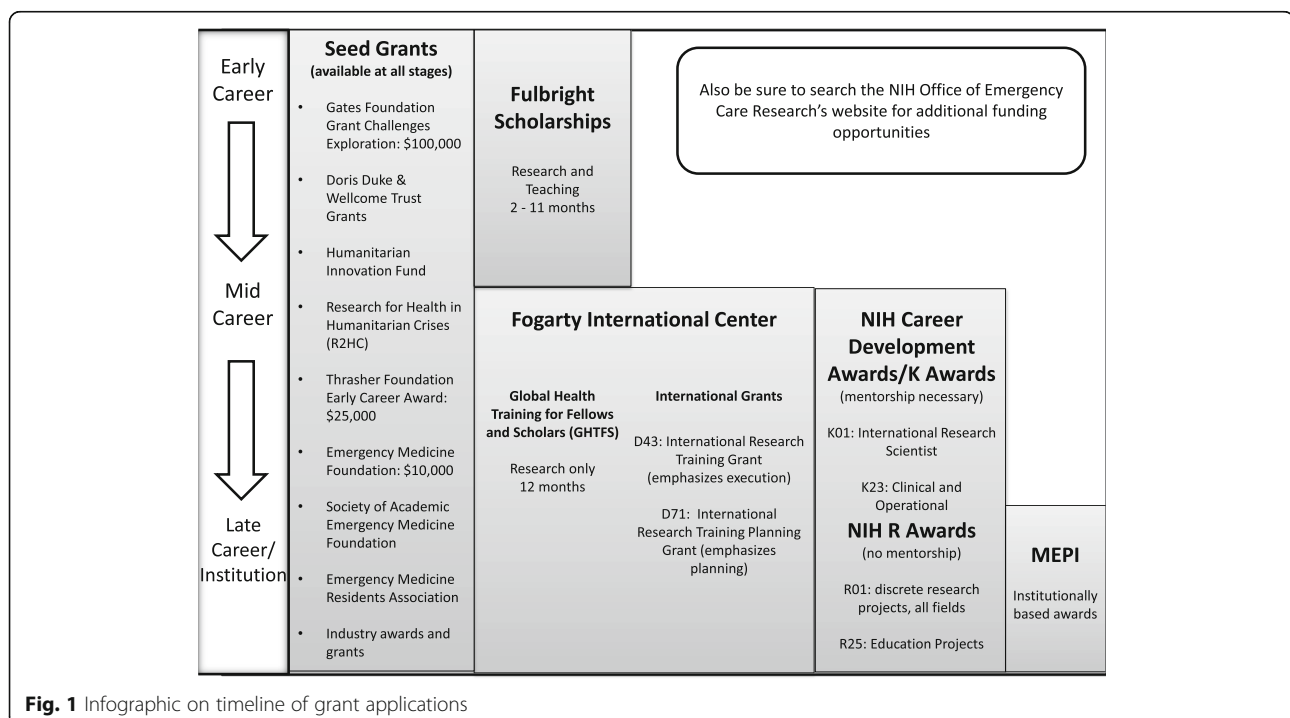 Early
Career
Mid
Career
Late
Career/
Institution
Seed Grants
(available at all stages)
• Gates Foundation
Grant Challenges
Exploration: $100,000
• Doris Duke &
Wellcome Trust
Grants
• Humanitarian
Innovation Fund
• Research for Health in
Humanitarian Crises
(R2HC)
• Thrasher Foundation
Early Career Award:
$25,000
• Emergency Medicine
Foundation: $10,000
• Society of Academic
Emergency Medicine
Foundation
• Emergency Medicine
Residents Association
• Industry awards and
grants
Fulbright
Scholarships
Research and
Teaching
2 - 11 months
Also be sure to search the NIH Office of Emergency
Care Research's website for additional funding
opportunities
Fogarty International Center
Global Health
Training for Fellows
and Scholars (GHTFS)
Research only
12 months
International Grants
D43: International Research
Training Grant
(emphasizes execution)
D71: International
Research Training Planning
Grant (emphasizes
planning)
NIH Career
Development
Awards/K Awards
(mentorship necessary)
K01: International Research
Scientist
K23: Clinical and
Operational
NIH R Awards
(no mentorship)
R01: discrete research
projects, all fields
R25: Education Projects
MEPI
Institutionally
based awards
Fig. 1 Infographic on timeline of grant applications